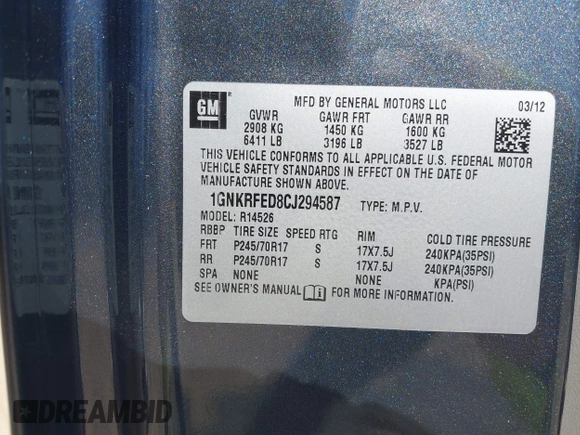 GM
MFD BY GENERAL MOTORS LLC 03/12
GVWR GAWR FRT GAWR RR
2908 KG 1450 KG 1600 KG
6411 LB 3196 LB 3527 LB
THIS VEHICLE CONFORMS TO ALL APPLICABLE U.S. FEDERAL MOTOR
VEHICLE SAFETY STANDARDS IN EFFECT ON THE DATE OF
MANUFACTURE SHOWN ABOVE.
1GNKRFED8CJ294587 TYPE: M.P.V.
MODEL: R14526
RBBP TIRE SIZE SPEED RTG RIM COLD TIRE PRESSURE
FRT P245/70R17 S 17X7.5J 240KPA(35PSI)
RR P245/70R17 S 17X7.5J 240KPA(35PSI)
SPA NONE NONE KPA(PSI)
SEE OWNER'S MANUAL i FOR MORE INFORMATION.
DREAMBID